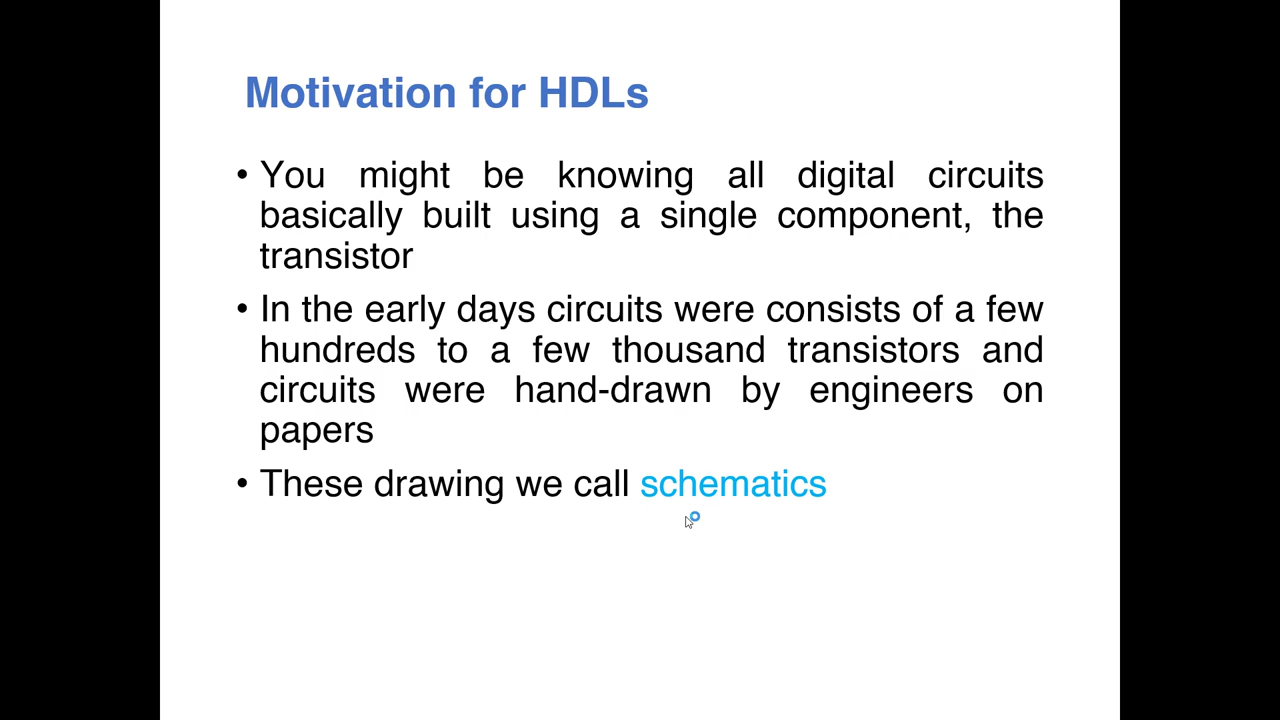 Motivation for HDLs
• You might be knowing all digital circuits
basically built using a single component, the
transistor
• In the early days circuits were consists of a few
hundreds to a few thousand transistors and
circuits were hand-drawn by engineers on
papers
• These drawing we call schematics